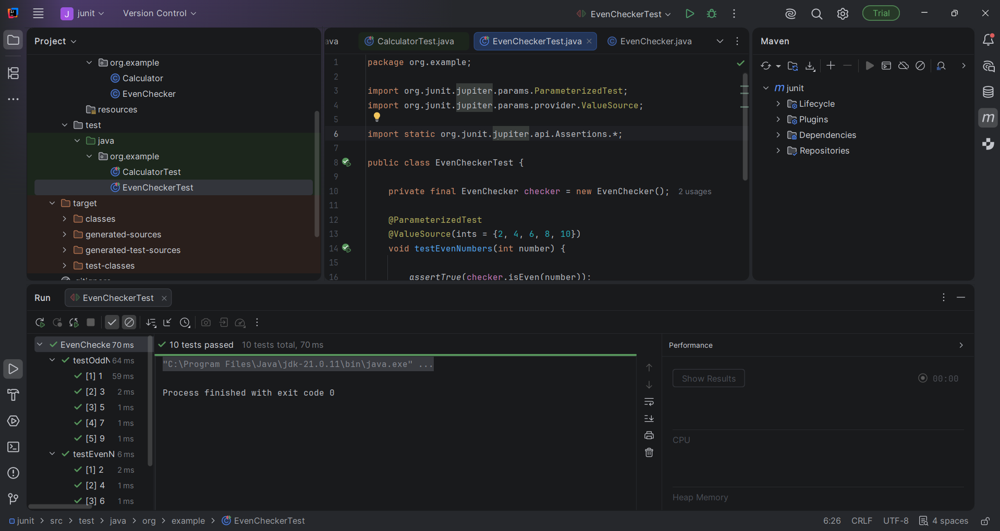 J junit Version Control EvenCheckerTest Trial
Project
org.example
Calculator
EvenChecker
resources
test
java
org.example
CalculatorTest
EvenCheckerTest
target
classes
generated-sources
generated-test-sources
test-classes
ava CalculatorTest.java EvenCheckerTest.java EvenChecker.java
1 package org.example;
2
3 import org.junit.jupiter.params.ParameterizedTest;
4 import org.junit.jupiter.params.provider.ValueSource;
5
6 import static org.junit.jupiter.api.Assertions.*;
7
8 public class EvenCheckerTest {
9
10 private final EvenChecker checker = new EvenChecker(); 2 usages
11
12 @ParameterizedTest
13 @ValueSource(ints = {2, 4, 6, 8, 10})
14 void testEvenNumbers(int number) {
15
16 assertTrue(checker.isEven(number));
Maven
m junit
Lifecycle
Plugins
Dependencies
Repositories
m
Run EvenCheckerTest
EvenChecke 70 ms
testOddN 64 ms
[1] 1 59 ms
[2] 3 2 ms
[3] 5 1 ms
[4] 7 1 ms
[5] 9 1 ms
testEvenN 6 ms
[1] 2 2 ms
[2] 4 1 ms
[3] 6 1 ms
10 tests passed 10 tests total, 70 ms
"C:\Program Files\Java\jdk-21.0.11\bin\java.exe" ...
Process finished with exit code 0
Performance
Show Results 00:00
CPU
Heap Memory
junit > src > test > java > org > example > EvenCheckerTest
6:26 CRLF UTF-8 4 spaces